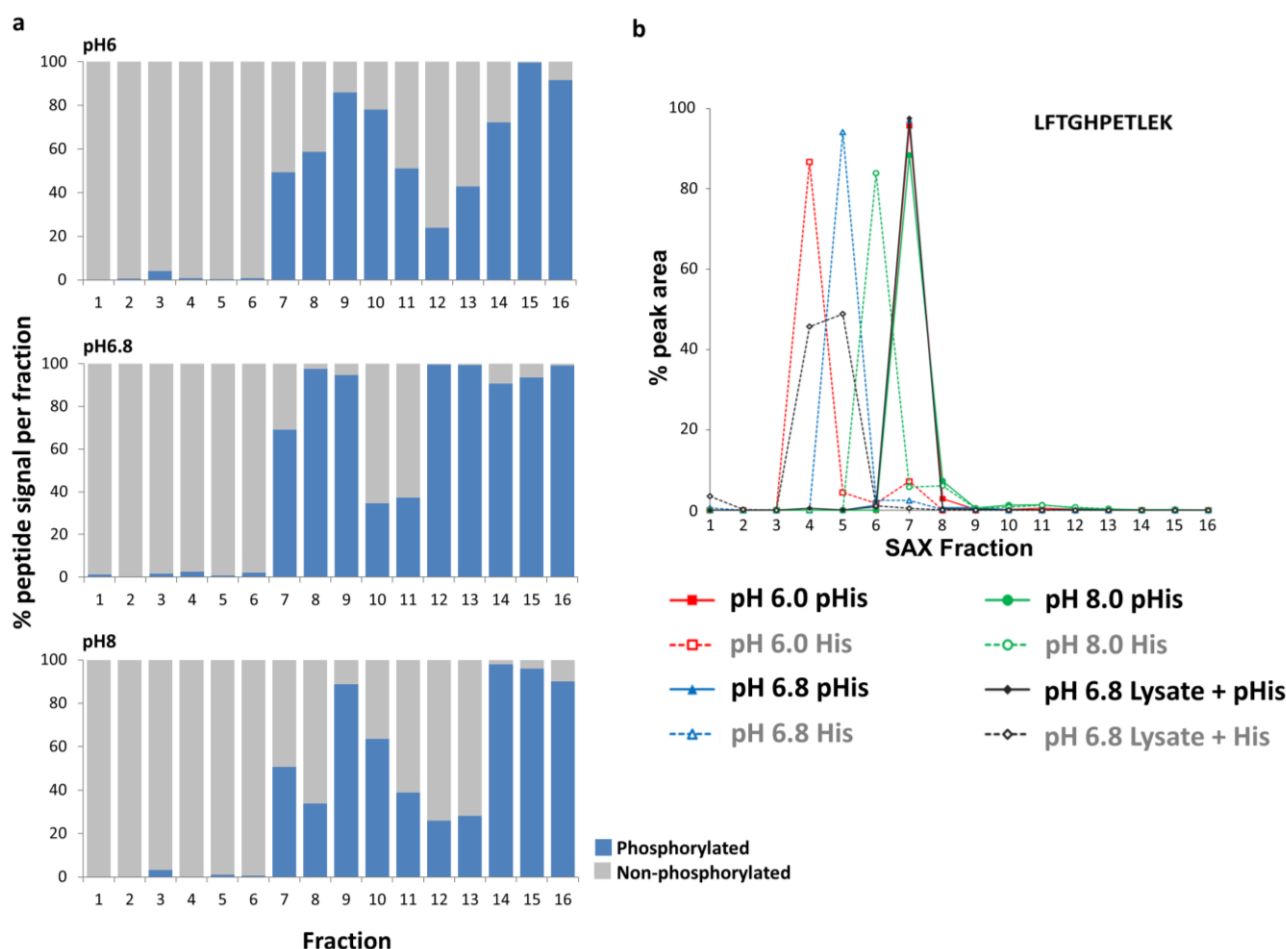 a
pH6
100
80
60
40
20
0
1 2 3 4 5 6 7 8 9 10 11 12 13 14 15 16
pH6.8
100
80
60
40
20
0
1 2 3 4 5 6 7 8 9 10 11 12 13 14 15 16
pH8
100
80
60
40
20
0
1 2 3 4 5 6 7 8 9 10 11 12 13 14 15 16
% peptide signal per fraction
Fraction
Phosphorylated
Non-phosphorylated
b
LFTGHPETLEK
100
80
60
40
20
0
% peak area
1 2 3 4 5 6 7 8 9 10 11 12 13 14 15 16
SAX Fraction
pH 6.0 pHis
pH 6.0 His
pH 6.8 pHis
pH 6.8 His
pH 8.0 pHis
pH 8.0 His
pH 6.8 Lysate + pHis
pH 6.8 Lysate + His